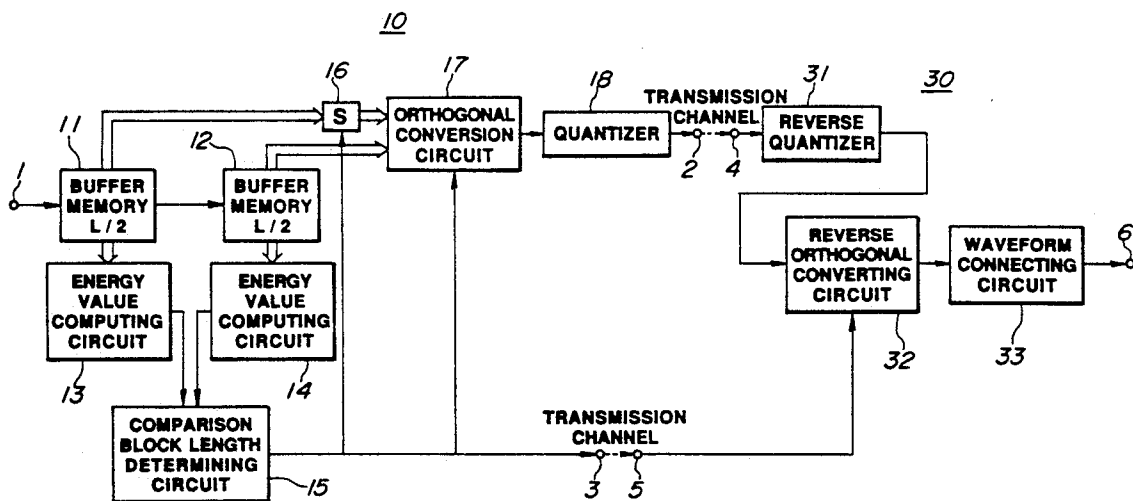 10
16
17
18
TRANSMISSION
CHANNEL
31
30
11
12
S
ORTHOGONAL
CONVERSION
CIRCUIT
QUANTIZER
2
4
REVERSE
QUANTIZER
1
BUFFER
MEMORY
L/2
BUFFER
MEMORY
L/2
REVERSE
ORTHOGONAL
CONVERTING
CIRCUIT
WAVEFORM
CONNECTING
CIRCUIT
6
ENERGY
VALUE
COMPUTING
CIRCUIT
ENERGY
VALUE
COMPUTING
CIRCUIT
13
14
32
33
COMPARISON
BLOCK LENGTH
DETERMINING
CIRCUIT
15
TRANSMISSION
CHANNEL
3
5